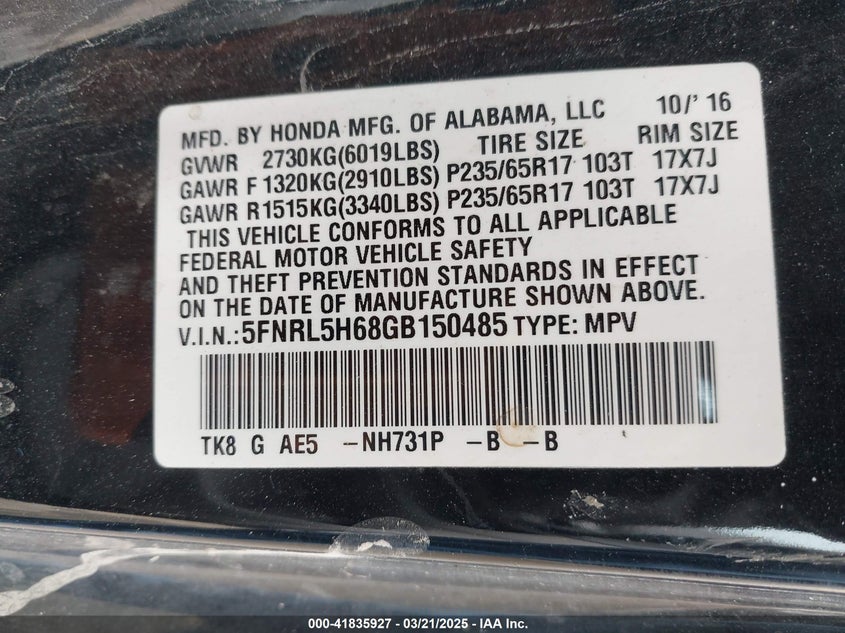 MFD. BY HONDA MFG. OF ALABAMA, LLC 10/' 16
GVWR 2730KG(6019LBS) TIRE SIZE RIM SIZE
GAWR F 1320KG(2910LBS) P235/65R17 103T 17X7J
GAWR R1515KG(3340LBS) P235/65R17 103T 17X7J
THIS VEHICLE CONFORMS TO ALL APPLICABLE
FEDERAL MOTOR VEHICLE SAFETY
AND THEFT PREVENTION STANDARDS IN EFFECT
ON THE DATE OF MANUFACTURE SHOWN ABOVE.
V.I.N.: 5FNRL5H68GB150485 TYPE: MPV
TK8 G AE5 -NH731P -B -B
000-41835927 - 03/21/2025 - IAA Inc.